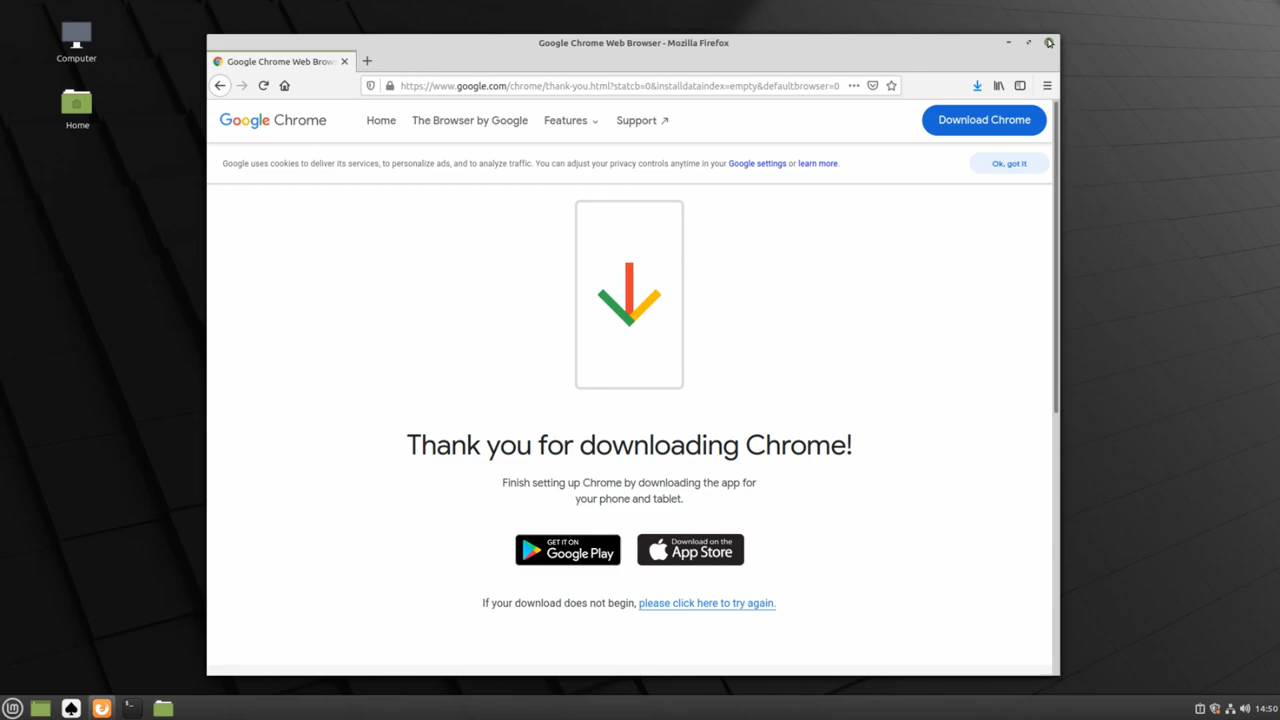 Computer
Home
Google Chrome Web Browser - Mozilla Firefox
Google Chrome Web Brow
https://www.google.com/chrome/thank-you.html?statcb=0&installdataindex=empty&defaultbrowser=0
Google Chrome
Home
The Browser by Google
Features
Support
Download Chrome
Google uses cookies to deliver its services, to personalize ads, and to analyze traffic. You can adjust your privacy controls anytime in your Google settings or learn more.
Ok, got it
Thank you for downloading Chrome!
Finish setting up Chrome by downloading the app for
your phone and tablet.
GET IT ON
Google Play
Download on the
App Store
If your download does not begin, please click here to try again.
14:50